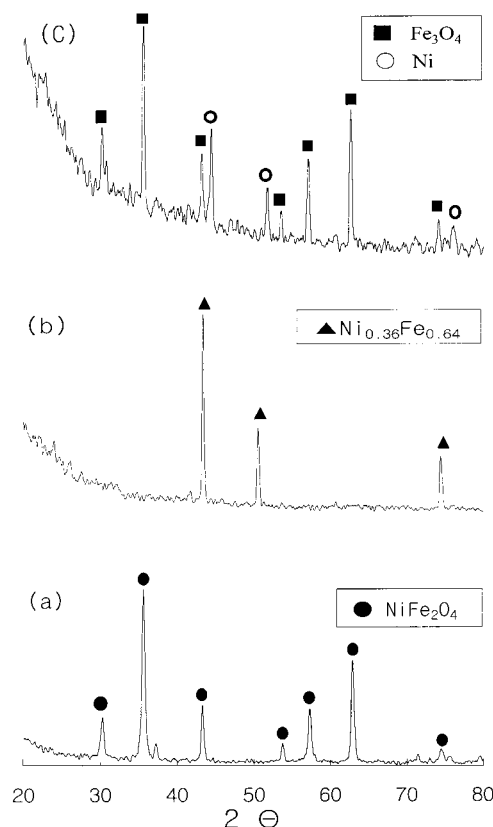 (C)
■ Fe₃O₄
○ Ni
(b)
▲Ni₀.₃₆Fe₀.₆₄
(a)
● NiFe₂O₄
20 30 40 50 60 70 80
2 Θ